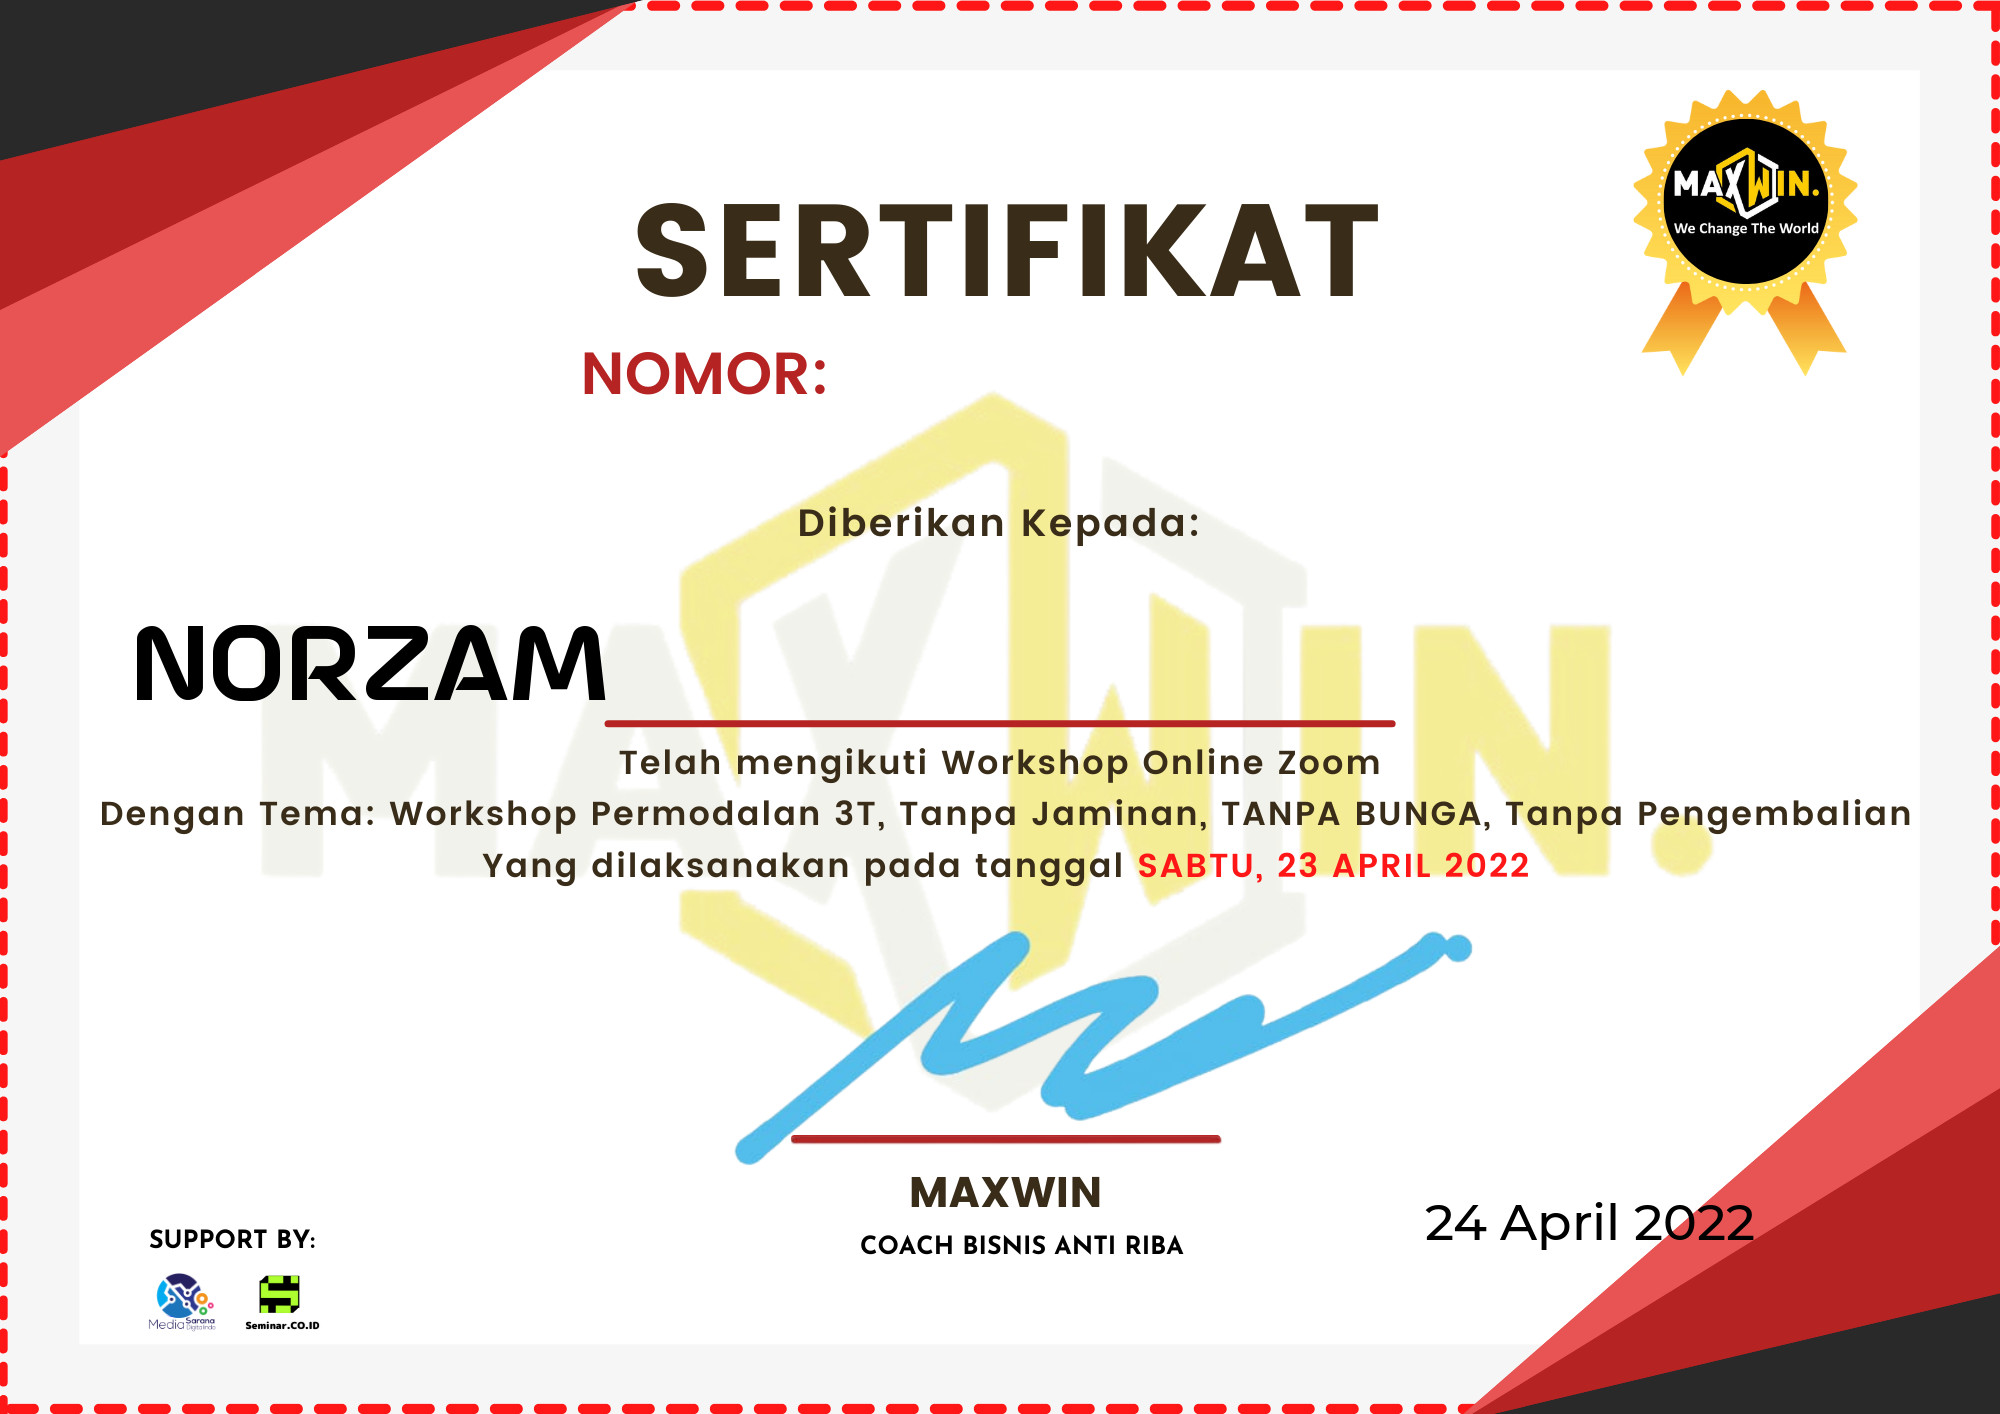 MAXWIN.
We Change The World
SERTIFIKAT
NOMOR:
Diberikan Kepada:
NORZAM
MAXWIN.
Telah mengikuti Workshop Online Zoom
Dengan Tema: Workshop Permodalan 3T, Tanpa Jaminan, TANPA BUNGA, Tanpa Pengembalian
Yang dilaksanakan pada tanggal SABTU, 23 APRIL 2022
MAXWIN
COACH BISNIS ANTI RIBA
24 April 2022
SUPPORT BY:
Media Sarana Digitalindo
Seminar.CO.ID